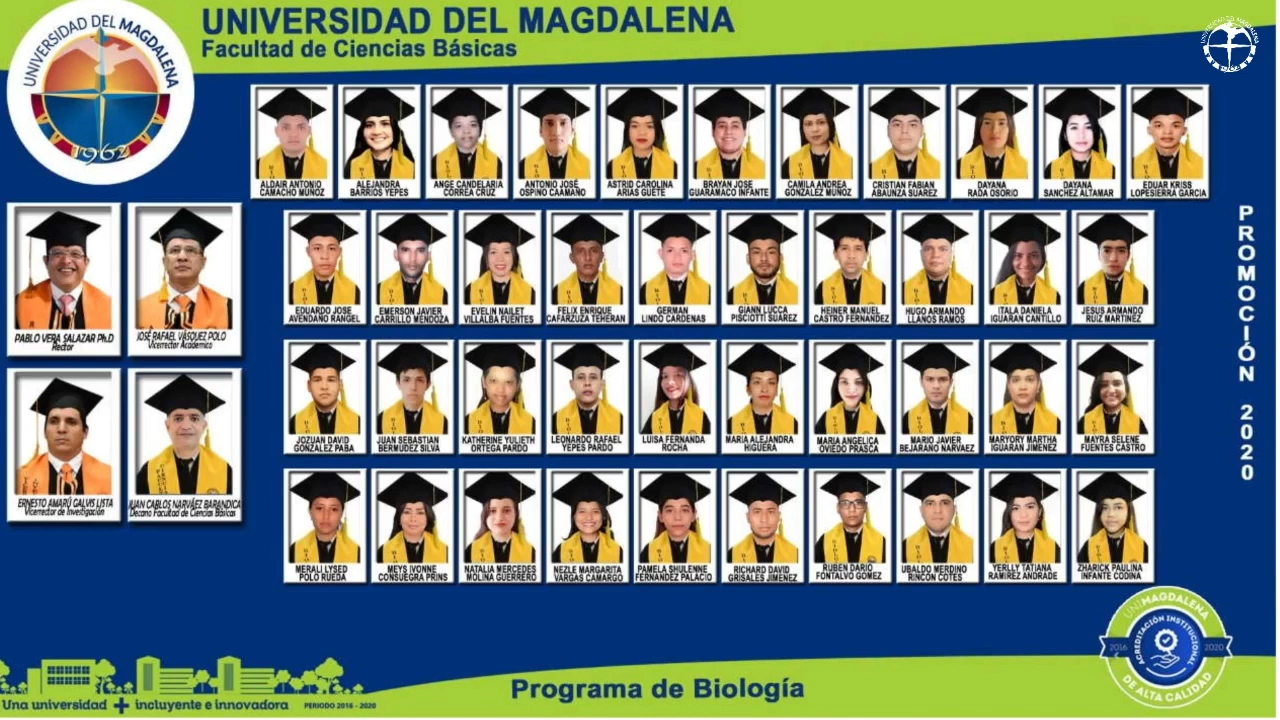 UNIVERSIDAD DEL MAGDALENA
Facultad de Ciencias Básicas
UNIVERSIDAD DEL MAGDALENA
1962
ALDAIR ANTONIO
CAMACHO MUÑOZ
ALEJANDRA
BARRIOS YEPES
ANGE CANDELARIA
CORREA CRUZ
ANTONIO JOSÉ
OSPINO CAAMAÑO
ASTRID CAROLINA
ARIAS GUETE
BRAYAN JOSE
GUARAMACO INFANTE
CAMILA ANDREA
GONZALEZ MUÑOZ
CRISTIAN FABIAN
ABAUNZA SUAREZ
DAYANA
RADA OSORIO
DAYANA
SANCHEZ ALTAMAR
EDUAR KRISS
LOPESIERRA GARCIA
PABLO VERA SALAZAR Ph.D
Rector
JOSÉ RAFAEL VÁSQUEZ POLO
Vicerrector Académico
EDUARDO JOSE
AVENDAÑO RANGEL
EMERSON JAVIER
CARRILLO MENDOZA
EVELIN NAILET
VILLALBA FUENTES
FELIX ENRIQUE
CAFARZUZA TEHERAN
GERMAN
LINDO CARDENAS
GIANN LUCCA
PISCIOTTI SUAREZ
HEINER MANUEL
CASTRO FERNANDEZ
HUGO ARMANDO
LLANOS RAMOS
ITALA DANIELA
IGUARAN CANTILLO
JESUS ARMANDO
RUIZ MARTINEZ
PROMOCIÓN 2020
JOZUAN DAVID
GONZALEZ PABA
JUAN SEBASTIAN
BERMUDEZ SILVA
KATHERINE YULIETH
ORTEGA PARDO
LEONARDO RAFAEL
YEPES PARDO
LUISA FERNANDA
ROCHA
MARIA ALEJANDRA
HIGUERA
MARIA ANGELICA
OVIEDO PRASCA
MARIO JAVIER
BEJARANO NARVAEZ
MARYORY MARTHA
IGUARAN JIMENEZ
MAYRA SELENE
FUENTES CASTRO
ERNESTO AMARÚ GALVIS LISTA
Vicerrector de Investigación
JUAN CARLOS NARVÁEZ BARANDICA
Decano Facultad de Ciencias Básicas
MERALI LYSED
POLO RUEDA
MEYS IVONNE
CONSUEGRA PRINS
NATALIA MERCEDES
MOLINA GUERRERO
NEZLE MARGARITA
VARGAS CAMARGO
PAMELA SHULENNE
FERNANDEZ PALACIO
RICHARD DAVID
GRISALES JIMENEZ
RUBEN DARIO
FONTALVO GOMEZ
UBALDO MERDINO
RINCON COTES
YERLLY TATIANA
RAMIREZ ANDRADE
ZHARICK PAULINA
INFANTE CODINA
UNIMAGDALENA
ACREDITACIÓN INSTITUCIONAL
2016
2020
DE ALTA CALIDAD
Programa de Biología
Una universidad + incluyente e innovadora
PERIODO 2016 - 2020